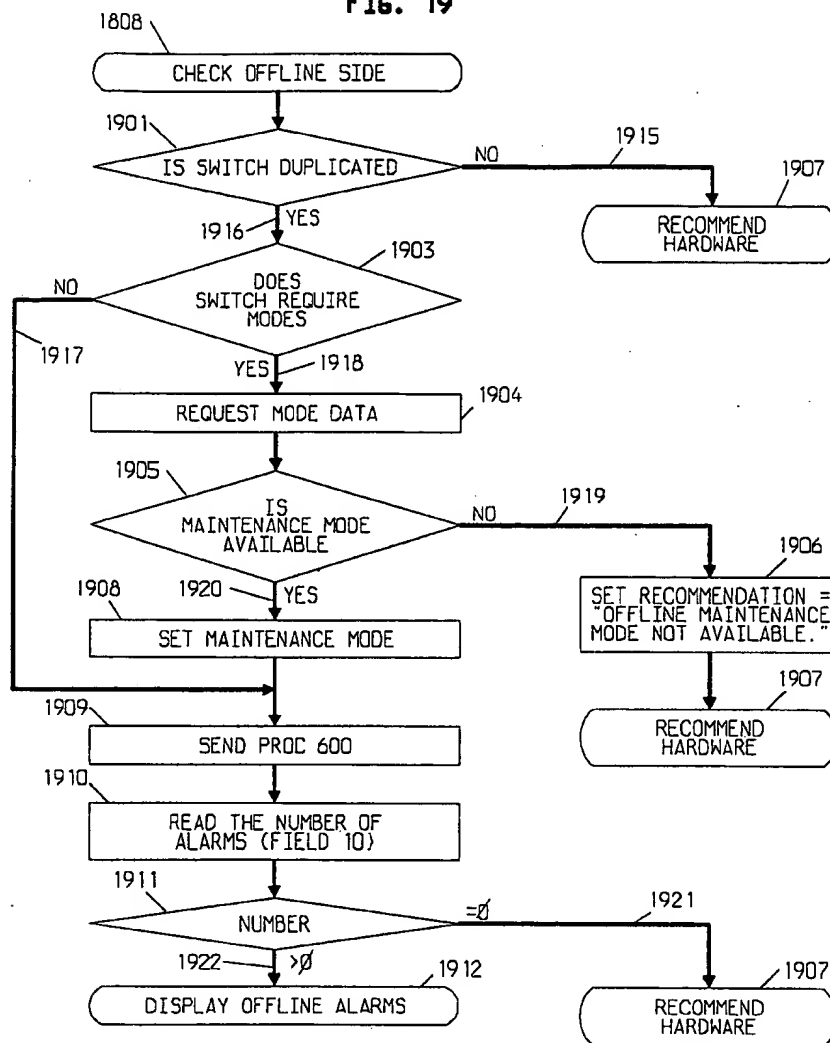 FIG. 19
1808
CHECK OFFLINE SIDE
1901
IS SWITCH DUPLICATED
NO
1915
1907
RECOMMEND
HARDWARE
1916
YES
1903
DOES
SWITCH REQUIRE
MODES
NO
1917
YES
1918
REQUEST MODE DATA
1904
1905
IS
MAINTENANCE MODE
AVAILABLE
NO
1919
1906
SET RECOMMENDATION =
"OFFLINE MAINTENANCE
MODE NOT AVAILABLE."
1920
YES
1908
SET MAINTENANCE MODE
1907
RECOMMEND
HARDWARE
1909
SEND PROC 600
1910
READ THE NUMBER OF
ALARMS (FIELD 10)
1911
NUMBER
=0
1921
1922
>0
1912
DISPLAY OFFLINE ALARMS
1907
RECOMMEND
HARDWARE